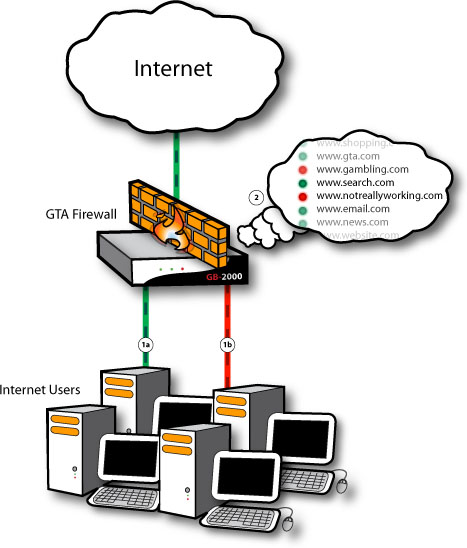 Internet
www.shopping.com
www.gta.com
www.gambling.com
www.search.com
www.notreallyworking.com
www.email.com
www.news.com
www.website.com
2
GTA Firewall
GB-2000
1a
1b
Internet Users